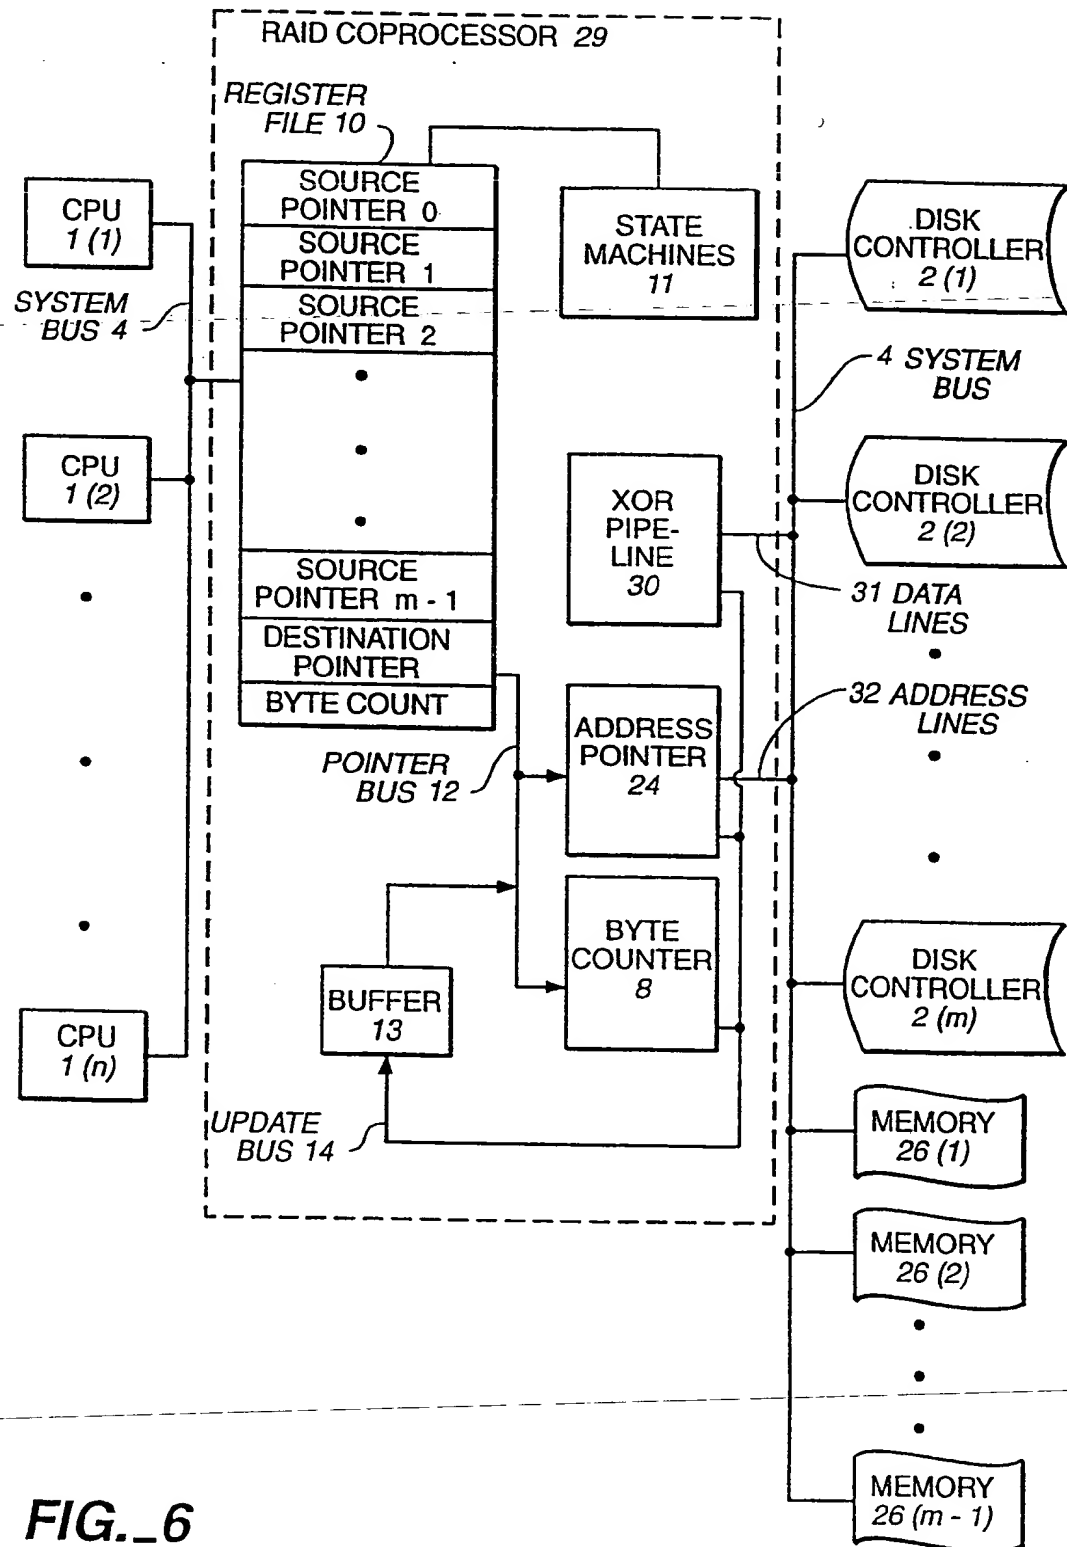 RAID COPROCESSOR 29
REGISTER
FILE 10
SOURCE
POINTER 0
SOURCE
POINTER 1
SOURCE
POINTER 2
SOURCE
POINTER m - 1
DESTINATION
POINTER
BYTE COUNT
CPU
1 (1)
SYSTEM
BUS 4
CPU
1 (2)
CPU
1 (n)
STATE
MACHINES
11
XOR
PIPE-
LINE
30
ADDRESS
POINTER
24
BYTE
COUNTER
8
POINTER
BUS 12
BUFFER
13
UPDATE
BUS 14
DISK
CONTROLLER
2 (1)
4 SYSTEM
BUS
DISK
CONTROLLER
2 (2)
31 DATA
LINES
32 ADDRESS
LINES
DISK
CONTROLLER
2 (m)
MEMORY
26 (1)
MEMORY
26 (2)
MEMORY
26 (m - 1)
FIG._6